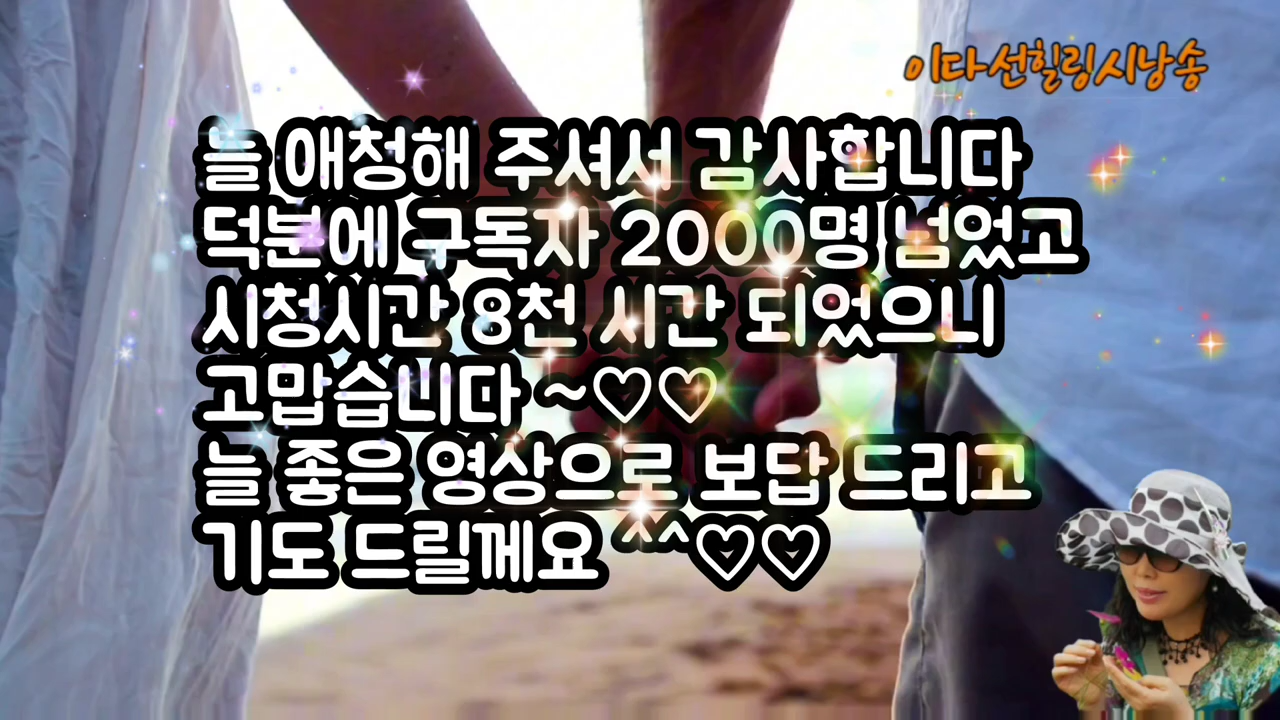 이다선힐링시낭송
늘 애청해 주셔서 감사합니다
덕분에 구독자 2000명 넘었고
시청시간 8천 시간 되었으니
고맙습니다 ~♡♡
늘 좋은 영상으로 보답 드리고
기도 드릴께요 ^^♡♡